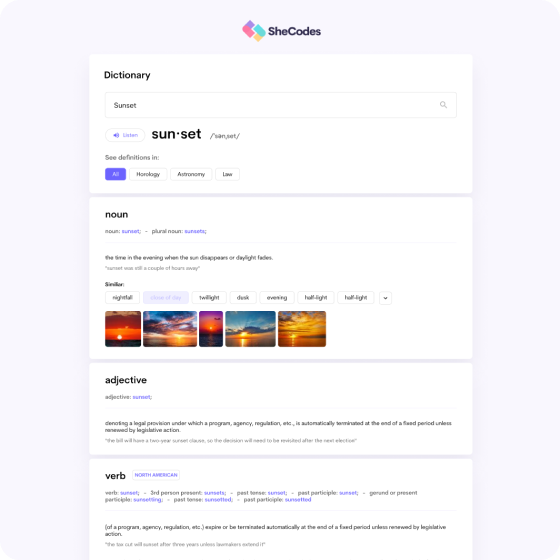 SheCodes
Dictionary
Sunset
Listen
sun·set /ˈsənˌset/
See definitions in:
All Horology Astronomy Law
noun
noun: sunset; - plural noun: sunsets;
the time in the evening when the sun disappears or daylight fades.
"sunset was still a couple of hours away"
Similiar:
nightfall close of day twillight dusk evening half-light half-light
adjective
adjective: sunset;
denoting a legal provision under which a program, agency, regulation, etc., is automatically terminated at the end of a fixed period unless
renewed by legislative action.
"the bill will have a two-year sunset clause, so the decision will need to be revisited after the next election"
verb NORTH AMERICAN
verb: sunset; - 3rd person present: sunsets; - past tense: sunset; - past participle: sunset; - gerund or present
participle: sunsetting; - past tense: sunsetted; - past participle: sunsetted
(of a program, agency, regulation, etc.) expire or be terminated automatically at the end of a fixed period unless renewed by legislative
action.
"the tax cut will sunset after three years unless lawmakers extend it"